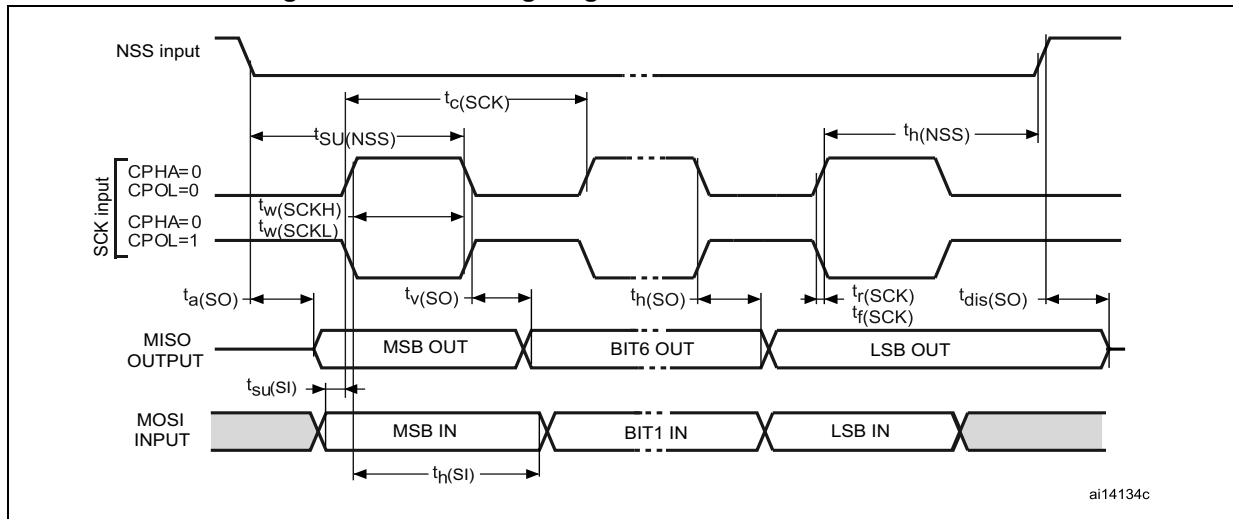 NSS input
tc(SCK)
tSU(NSS)
th(NSS)
SCK input
CPHA=0
CPOL=0
tw(SCKH)
CPHA=0
tw(SCKL)
CPOL=1
ta(SO)
tv(SO)
th(SO)
tr(SCK)
tf(SCK)
tdis(SO)
MISO
OUTPUT
MSB OUT
BIT6 OUT
LSB OUT
tsu(SI)
MOSI
INPUT
MSB IN
BIT1 IN
LSB IN
th(SI)
ai14134c